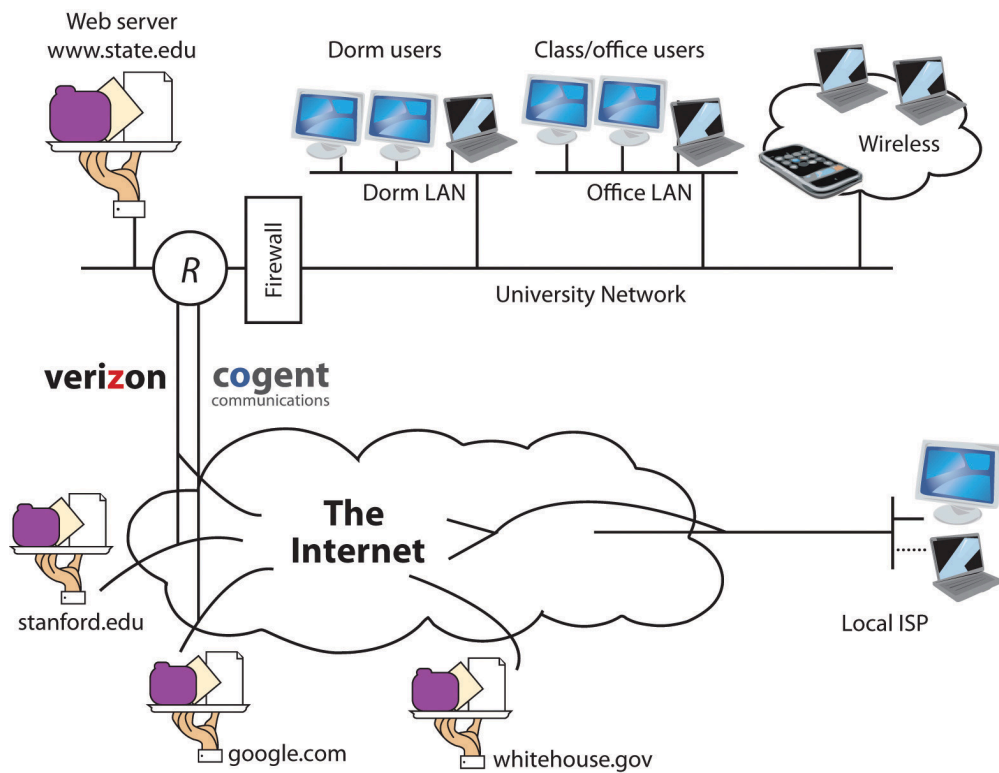 Web server
www.state.edu
Dorm users
Class/office users
Wireless
Dorm LAN
Office LAN
R
Firewall
University Network
verizon
cogent
communications
The
Internet
stanford.edu
Local ISP
google.com
whitehouse.gov